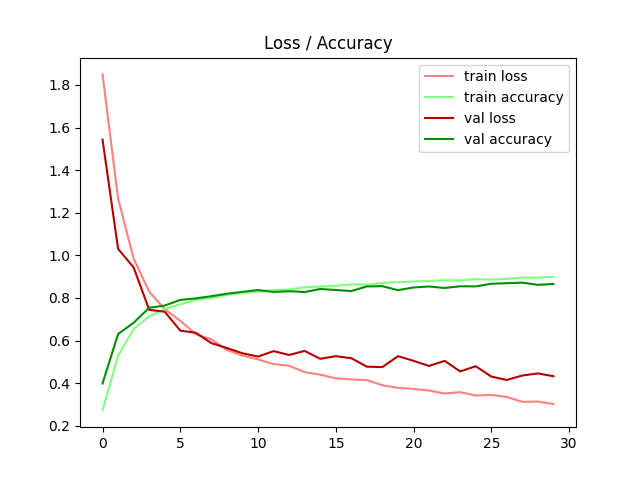 Loss / Accuracy
train loss
train accuracy
val loss
val accuracy
1.8
1.6
1.4
1.2
1.0
0.8
0.6
0.4
0.2
0 5 10 15 20 25 30